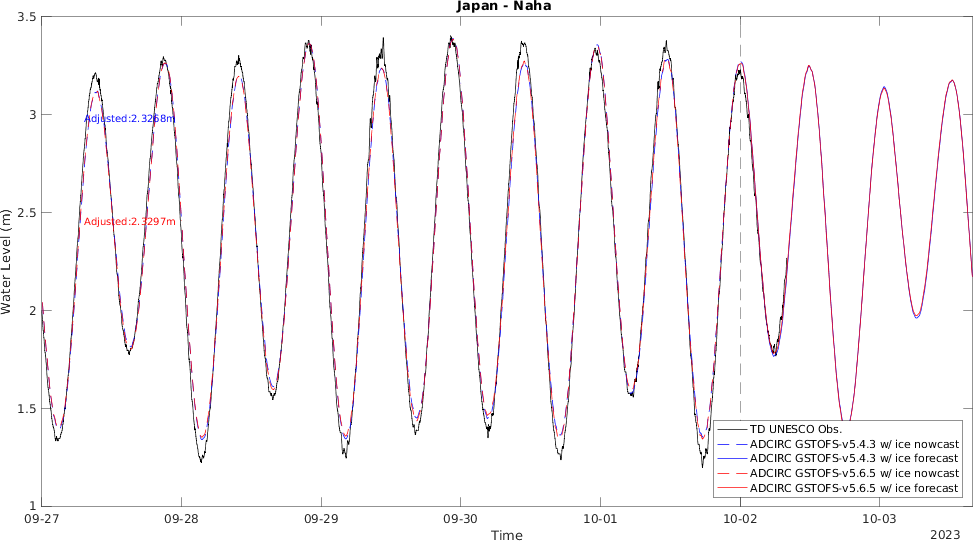 Japan - Naha
3.5
3
2.5
2
1.5
1
Water Level (m)
Adjusted:2.3268m
Adjusted:2.3297m
TD UNESCO Obs.
ADCIRC GSTOFS-v5.4.3 w/ ice nowcast
ADCIRC GSTOFS-v5.4.3 w/ ice forecast
ADCIRC GSTOFS-v5.6.5 w/ ice nowcast
ADCIRC GSTOFS-v5.6.5 w/ ice forecast
09-27 09-28 09-29 09-30 10-01 10-02 10-03
Time
2023